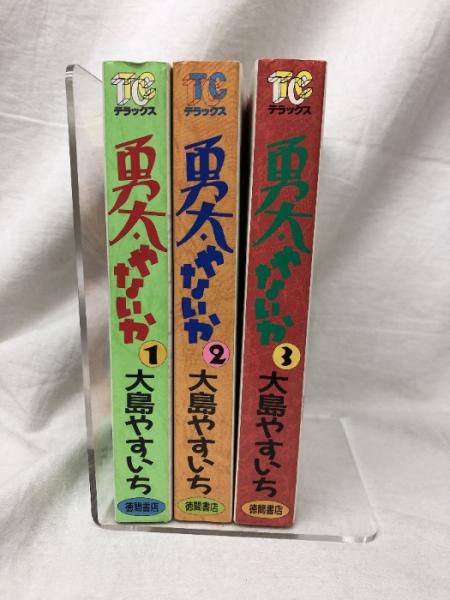 TC
デラックス
勇太やないか
1
大島やすいち
徳間書店
TC
デラックス
勇太やないか
2
大島やすいち
徳間書店
TC
デラックス
勇太やないか
3
大島やすいち
徳間書店